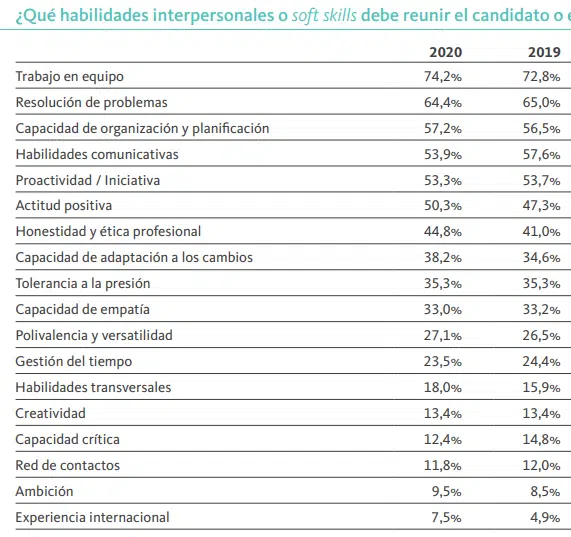 ¿Qué habilidades interpersonales o soft skills debe reunir el candidato o
2020 2019
Trabajo en equipo 74,2% 72,8%
Resolución de problemas 64,4% 65,0%
Capacidad de organización y planificación 57,2% 56,5%
Habilidades comunicativas 53,9% 57,6%
Proactividad / Iniciativa 53,3% 53,7%
Actitud positiva 50,3% 47,3%
Honestidad y ética profesional 44,8% 41,0%
Capacidad de adaptación a los cambios 38,2% 34,6%
Tolerancia a la presión 35,3% 35,3%
Capacidad de empatía 33,0% 33,2%
Polivalencia y versatilidad 27,1% 26,5%
Gestión del tiempo 23,5% 24,4%
Habilidades transversales 18,0% 15,9%
Creatividad 13,4% 13,4%
Capacidad crítica 12,4% 14,8%
Red de contactos 11,8% 12,0%
Ambición 9,5% 8,5%
Experiencia internacional 7,5% 4,9%